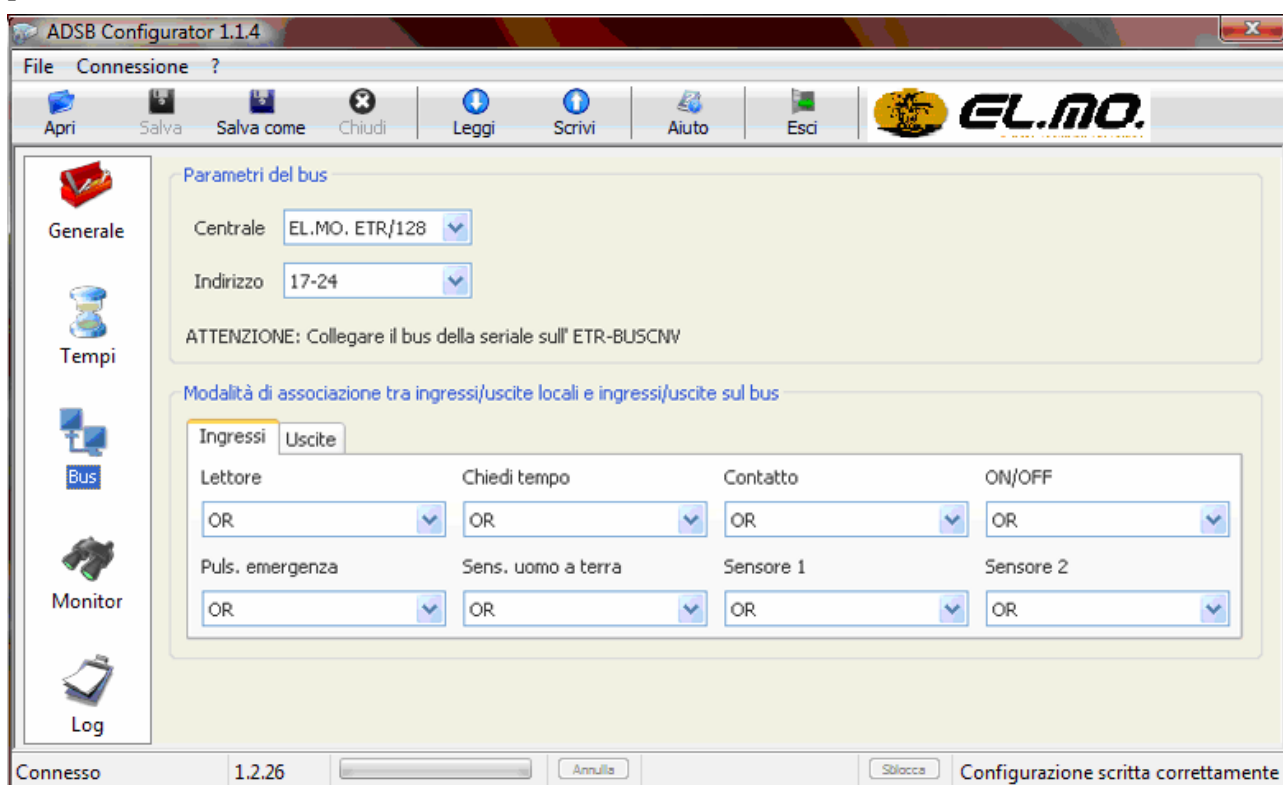 ADSB Configurator 1.1.4
File Connessione ?
Apri Salva Salva come Chiudi Leggi Scrivi Aiuto Esci EL.MO.
Generale
Tempi
Bus
Monitor
Log
Parametri del bus
Centrale EL.MO. ETR/128
Indirizzo 17-24
ATTENZIONE: Collegare il bus della seriale sull' ETR-BUSCNV
Modalità di associazione tra ingressi/uscite locali e ingressi/uscite sul bus
Ingressi Uscite
Lettore Chiedi tempo Contatto ON/OFF
OR OR OR OR
Puls. emergenza Sens. uomo a terra Sensore 1 Sensore 2
OR OR OR OR
Connesso 1.2.26 Annulla Sblocca Configurazione scritta correttamente